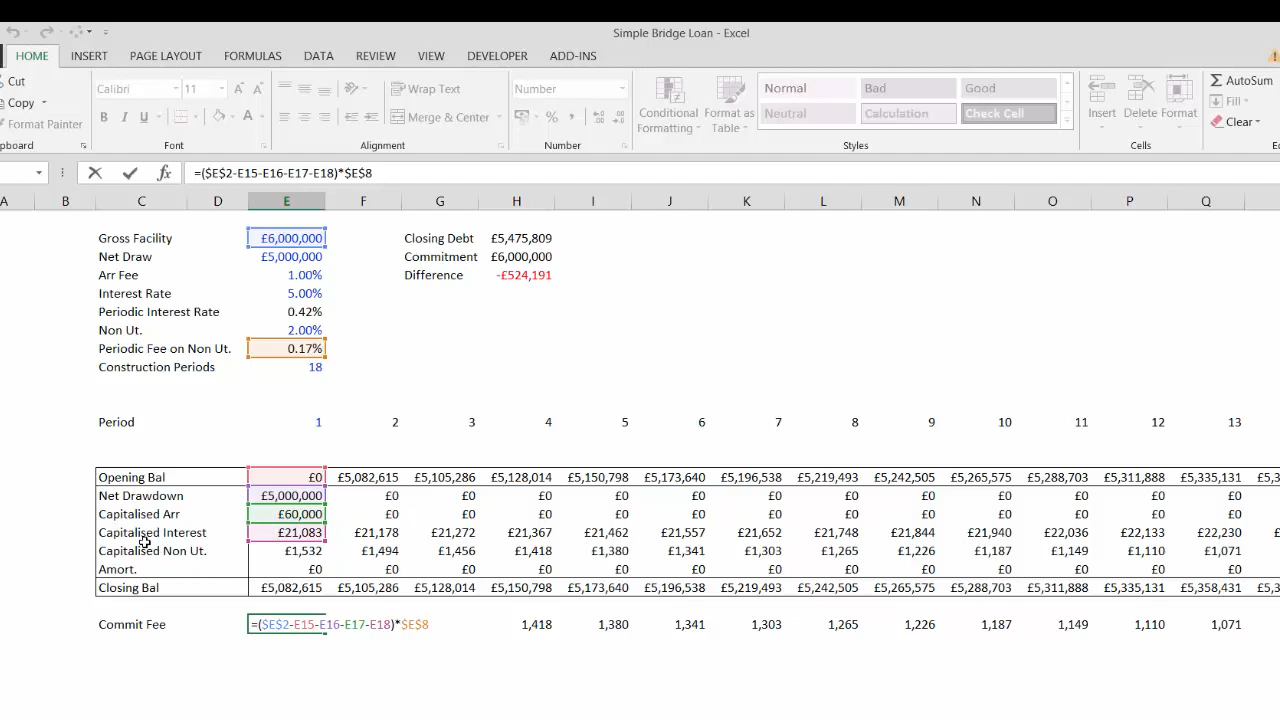 Simple Bridge Loan - Excel
HOME INSERT PAGE LAYOUT FORMULAS DATA REVIEW VIEW DEVELOPER ADD-INS
Cut
Copy
Format Painter
pboard
Calibri 11
B I U
Font
Wrap Text
Merge & Center
Alignment
Number
%
Number
Conditional Formatting
Format as Table
Normal Bad Good
Neutral Calculation Check Cell
Styles
Insert Delete Format
Cells
AutoSum
Fill
Clear
=($E$2-E15-E16-E17-E18)*$E$8
A B C D E F G H I J K L M N O P Q
Gross Facility £6,000,000 Closing Debt £5,475,809
Net Draw £5,000,000 Commitment £6,000,000
Arr Fee 1.00% Difference -£524,191
Interest Rate 5.00%
Periodic Interest Rate 0.42%
Non Ut. 2.00%
Periodic Fee on Non Ut. 0.17%
Construction Periods 18
Period 1 2 3 4 5 6 7 8 9 10 11 12 13
Opening Bal £0 £5,082,615 £5,105,286 £5,128,014 £5,150,798 £5,173,640 £5,196,538 £5,219,493 £5,242,505 £5,265,575 £5,288,703 £5,311,888 £5,335,131
Net Drawdown £5,000,000 £0 £0 £0 £0 £0 £0 £0 £0 £0 £0 £0 £0
Capitalised Arr £60,000 £0 £0 £0 £0 £0 £0 £0 £0 £0 £0 £0 £0
Capitalised Interest £21,083 £21,178 £21,272 £21,367 £21,462 £21,557 £21,652 £21,748 £21,844 £21,940 £22,036 £22,133 £22,230
Capitalised Non Ut. £1,532 £1,494 £1,456 £1,418 £1,380 £1,341 £1,303 £1,265 £1,226 £1,187 £1,149 £1,110 £1,071
Amort. £0 £0 £0 £0 £0 £0 £0 £0 £0 £0 £0 £0 £0
Closing Bal £5,082,615 £5,105,286 £5,128,014 £5,150,798 £5,173,640 £5,196,538 £5,219,493 £5,242,505 £5,265,575 £5,288,703 £5,311,888 £5,335,131 £5,358,431
Commit Fee =($E$2-E15-E16-E17-E18)*$E$8 1,418 1,380 1,341 1,303 1,265 1,226 1,187 1,149 1,110 1,071